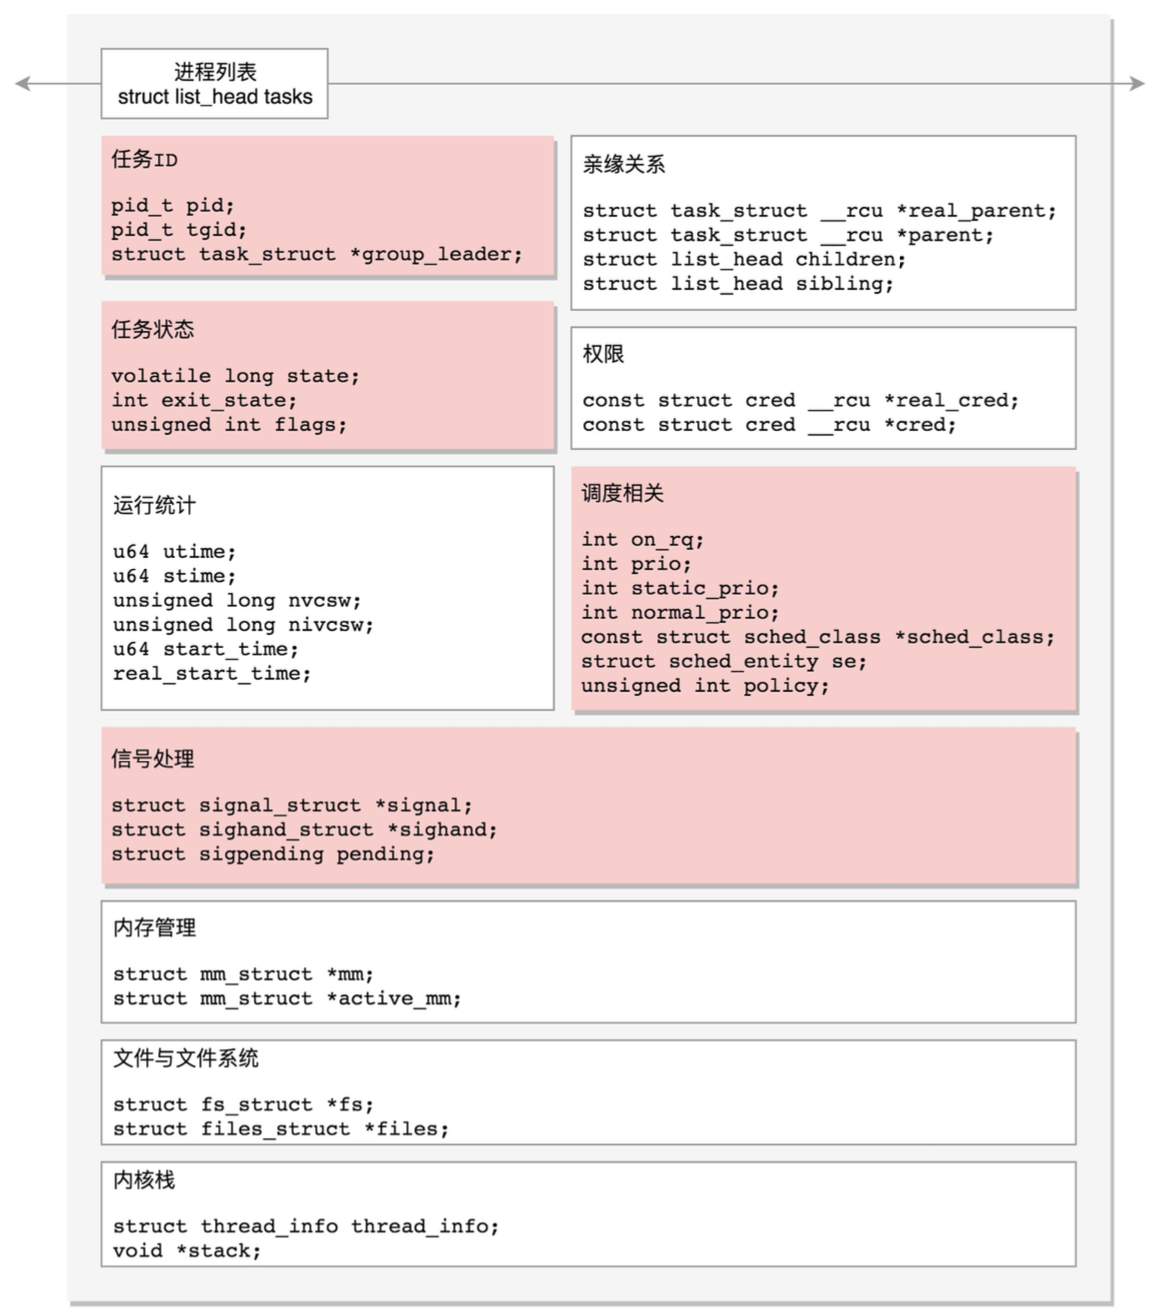 进程列表
struct list_head tasks
任务ID
pid_t pid;
pid_t tgid;
struct task_struct *group_leader;
亲缘关系
struct task_struct __rcu *real_parent;
struct task_struct __rcu *parent;
struct list_head children;
struct list_head sibling;
任务状态
volatile long state;
int exit_state;
unsigned int flags;
权限
const struct cred __rcu *real_cred;
const struct cred __rcu *cred;
运行统计
u64 utime;
u64 stime;
unsigned long nvcsw;
unsigned long nivcsw;
u64 start_time;
real_start_time;
调度相关
int on_rq;
int prio;
int static_prio;
int normal_prio;
const struct sched_class *sched_class;
struct sched_entity se;
unsigned int policy;
信号处理
struct signal_struct *signal;
struct sighand_struct *sighand;
struct sigpending pending;
内存管理
struct mm_struct *mm;
struct mm_struct *active_mm;
文件与文件系统
struct fs_struct *fs;
struct files_struct *files;
内核栈
struct thread_info thread_info;
void *stack;